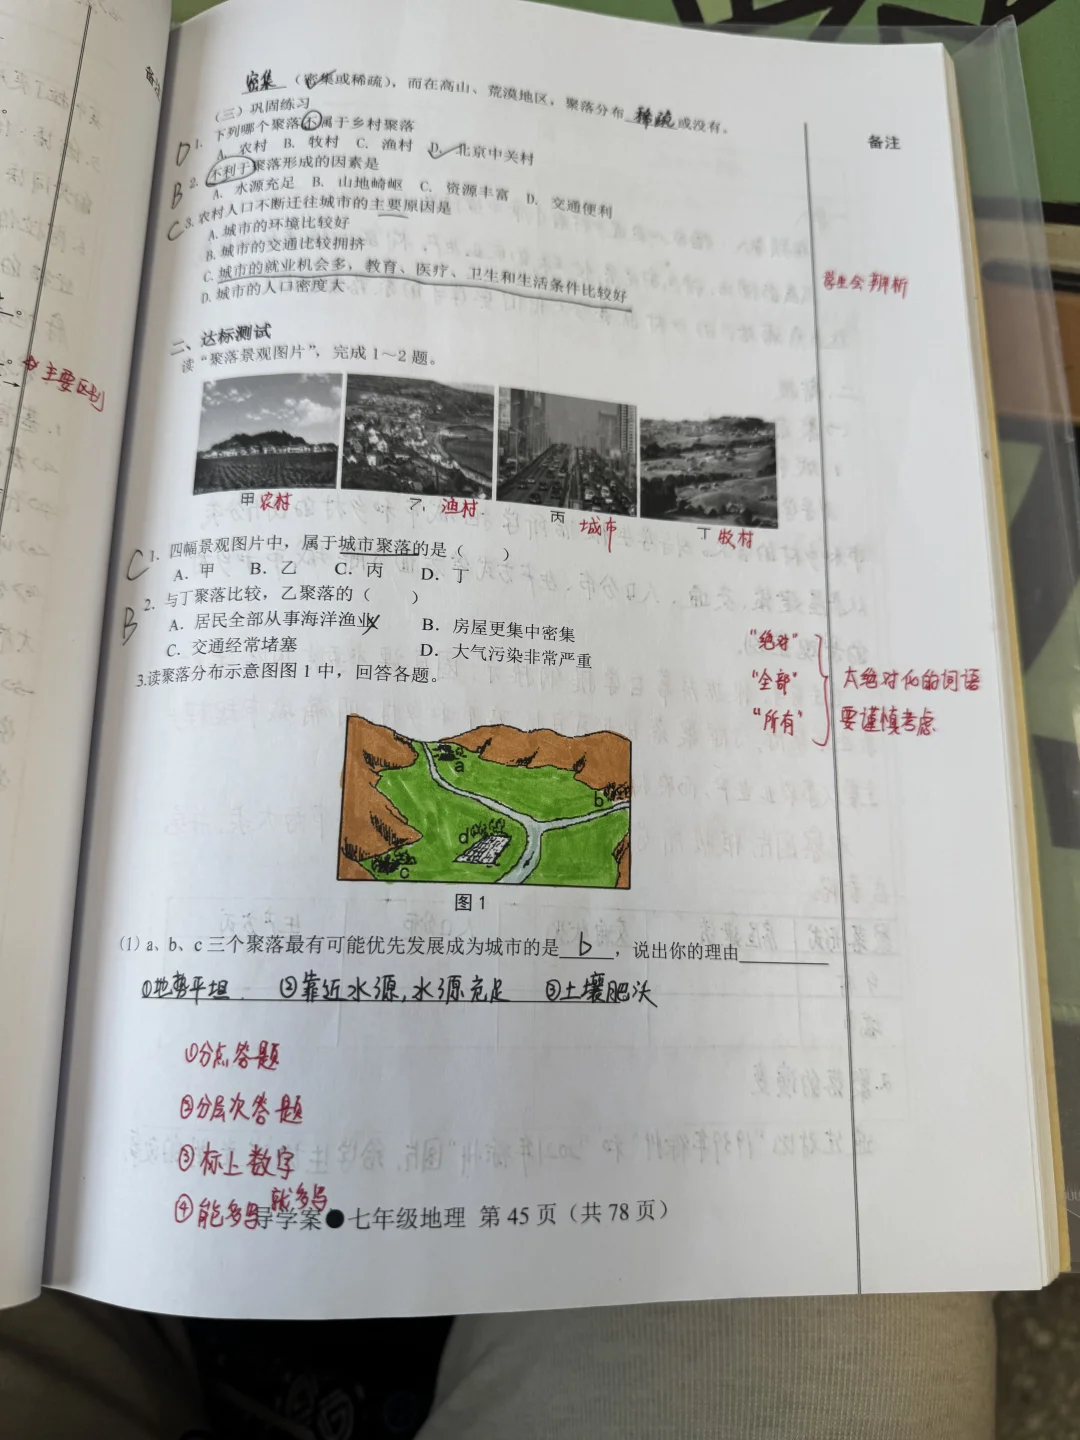 密集（密集或稀疏），而在高山、荒漠地区，聚落分布稀疏或没有。
备注
（三）巩固练习
D 1. 下列哪个聚落不属于乡村聚落
A. 农村 B. 牧村 C. 渔村 D. 北京中关村
B 2. 不利于聚落形成的因素是
A. 水源充足 B. 山地崎岖 C. 资源丰富 D. 交通便利
C 3. 农村人口不断迁往城市的主要原因是
A. 城市的环境比较好
B. 城市的交通比较拥挤
C. 城市的就业机会多，教育、医疗、卫生和生活条件比较好
D. 城市的人口密度大
学生会辨析
二、达标测试
读“聚落景观图片”，完成1～2题。
主要区别
甲 农村
乙 渔村
丙 城市
丁 牧村
C 1. 四幅景观图片中，属于城市聚落的是（ ）
A. 甲 B. 乙 C. 丙 D. 丁
B 2. 与丁聚落比较，乙聚落的（ ）
A. 居民全部从事海洋渔业 B. 房屋更集中密集
C. 交通经常堵塞 D. 大气污染非常严重
3.读聚落分布示意图图1中，回答各题。
“绝对”
“全部”
“所有”
太绝对化的词语
要谨慎考虑
a
b
d
c
图1
(1) a、b、c三个聚落最有可能优先发展成为城市的是 b ，说出你的理由
①地势平坦 ②靠近水源，水源充足 ③土壤肥沃
①分点答题
②分层次答题
③标上数字
④能多写就多写
导学案●七年级地理 第45页（共78页）